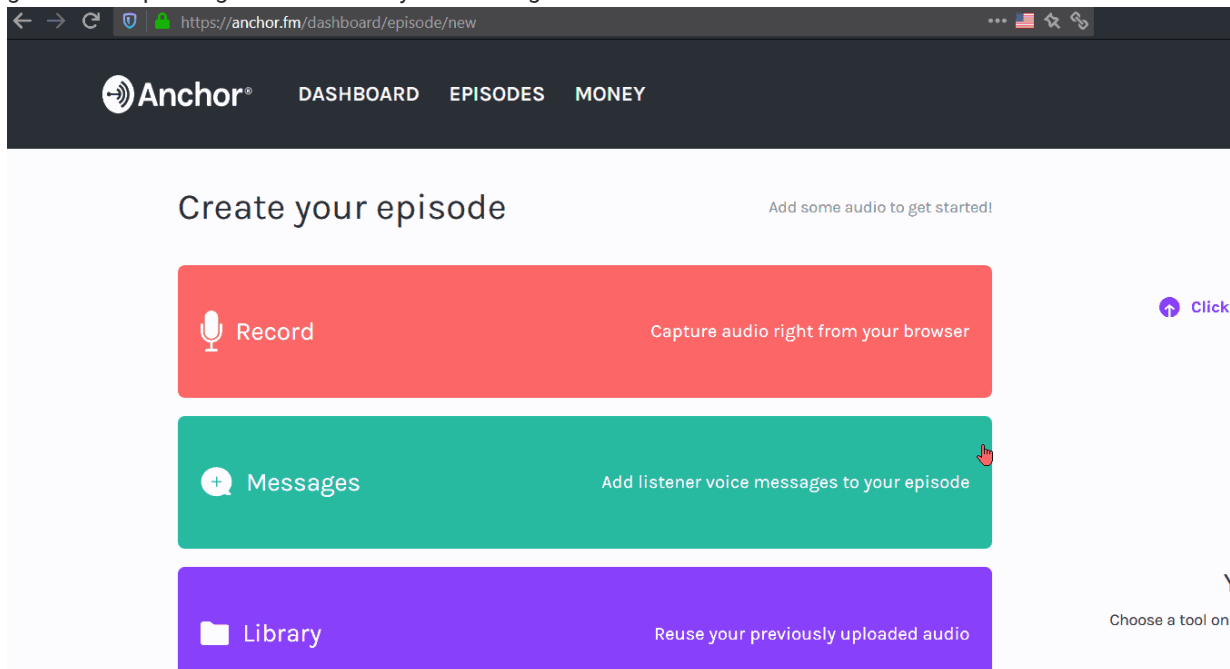 https://anchor.fm/dashboard/episode/new
Anchor® DASHBOARD EPISODES MONEY
Create your episode
Add some audio to get started!
Record
Capture audio right from your browser
Click
Messages
Add listener voice messages to your episode
Library
Reuse your previously uploaded audio
Choose a tool on